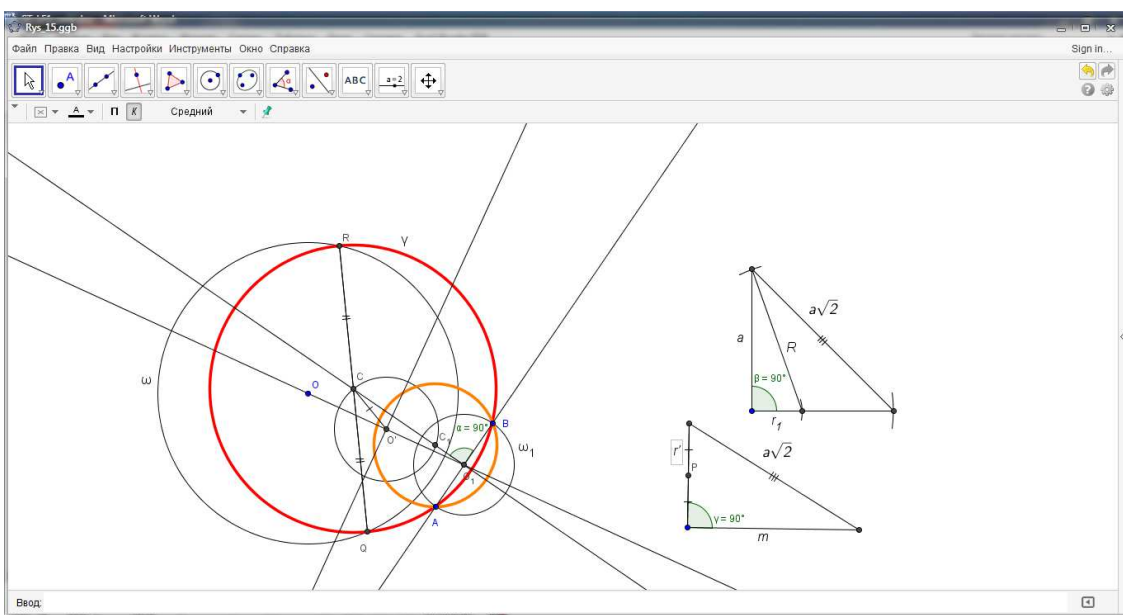 Rys_15.ggb
Файл Правка Вид Настройки Инструменты Окно Справка
Sign in...
A
ABC
a=2
A П К Средний
R
γ
ω
C
O
O'
α = 90°
B
C₁
ω₁
O₁
A
Q
a√2
a
R
β = 90°
r₁
r'
a√2
P
γ = 90°
m
Ввод: